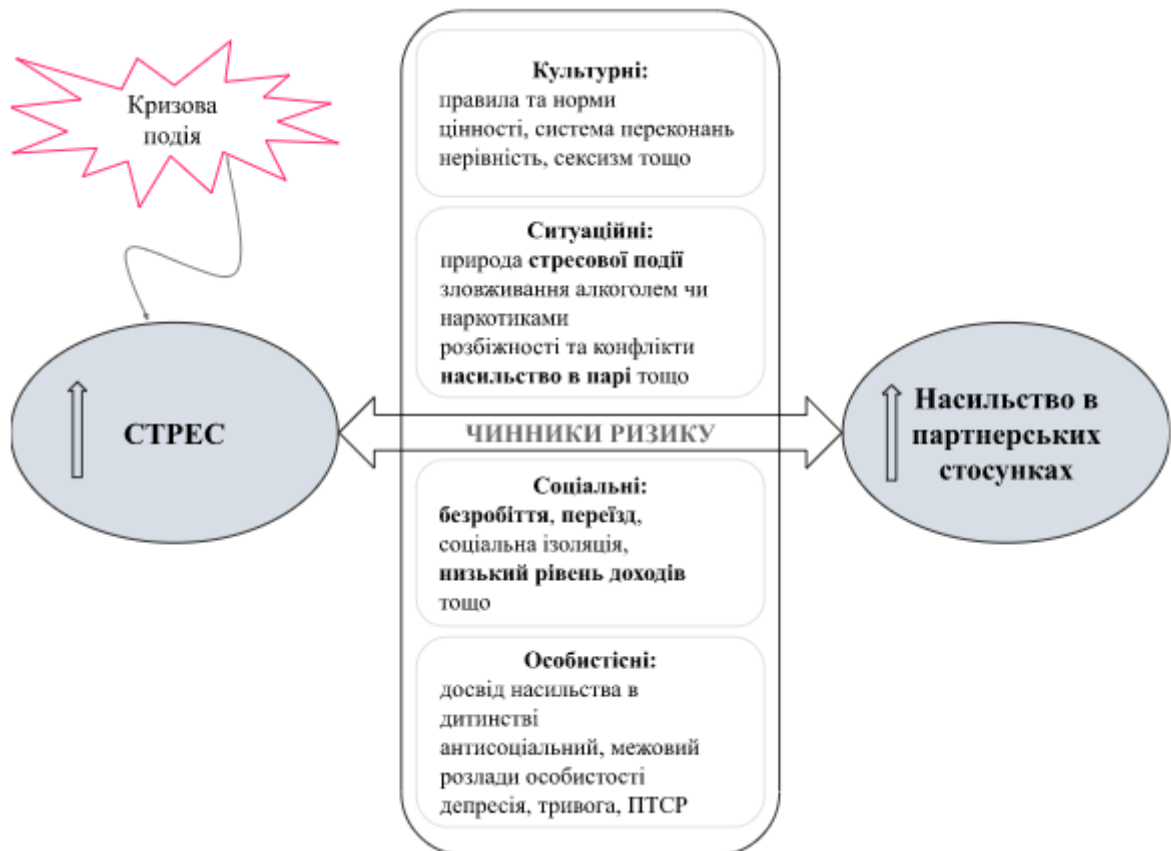 Кризова
подія
Культурні:
правила та норми
цінності, система переконань
нерівність, сексизм тощо
Ситуаційні:
природа стресової події
зловживання алкоголем чи
наркотиками
розбіжності та конфлікти
насильство в парі тощо
СТРЕС
ЧИННИКИ РИЗИКУ
Насильство в
партнерських
стосунках
Соціальні:
безробіття, переїзд,
соціальна ізоляція,
низький рівень доходів
тощо
Особистісні:
досвід насильства в
дитинстві
антисоціальний, межовий
розлади особистості
депресія, тривога, ПТСР